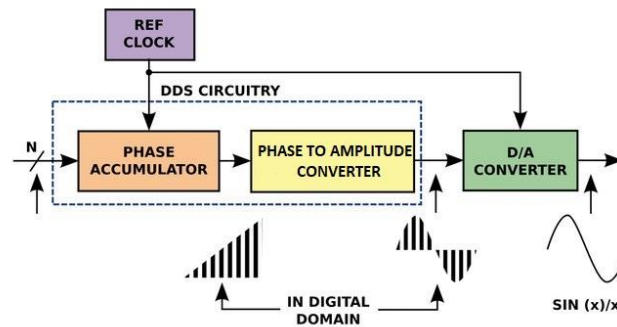 REF
CLOCK
DDS CIRCUITRY
N
PHASE
ACCUMULATOR
PHASE TO AMPLITUDE
CONVERTER
D/A
CONVERTER
IN DIGITAL
DOMAIN
SIN (x)/x